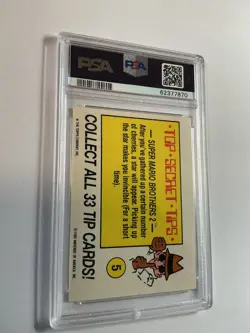 PSA
PSA
62377870
TOP • SECRET • TIPS
— SUPER MARIO BROTHERS 2 —
After you've gathered up a certain number
of cherries, a star will appear. Picking up
the star makes you invincible (For a short
time).
5
COLLECT ALL 33 TIP CARDS!